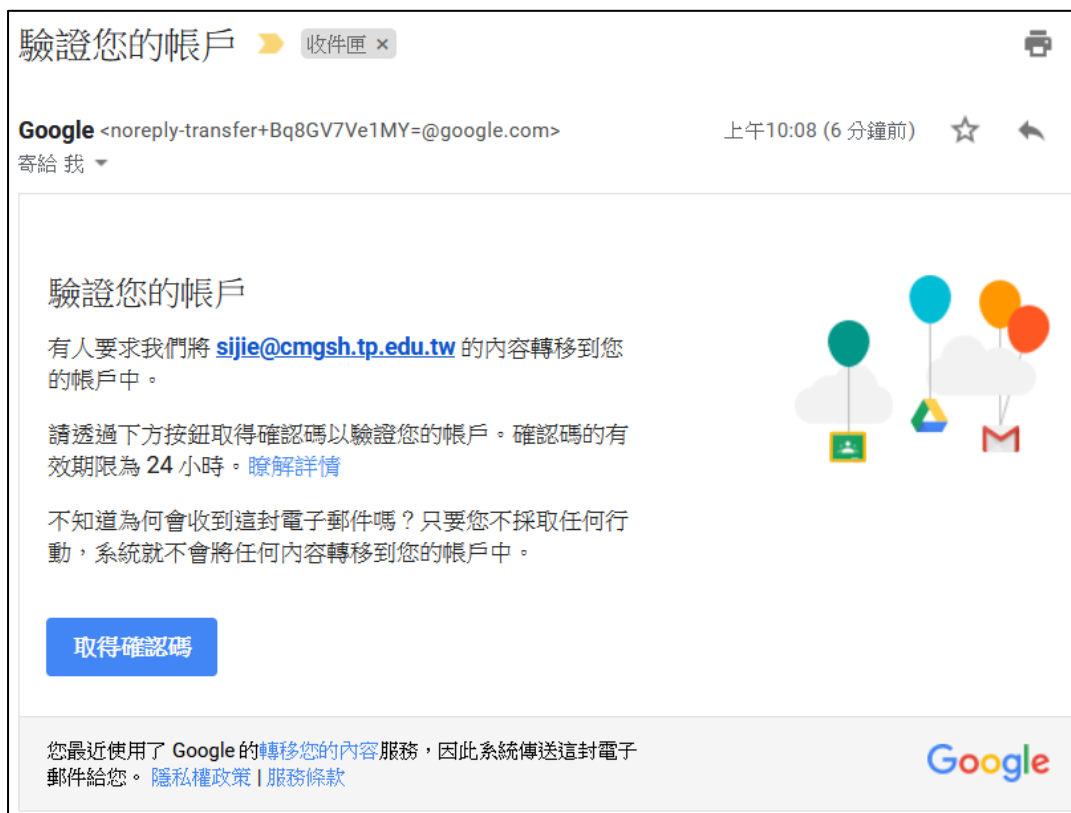 驗證您的帳戶 收件匣 ×
Google <noreply-transfer+Bq8GV7Ve1MY=@google.com> 上午10:08 (6 分鐘前)
寄給 我
驗證您的帳戶
有人要求我們將 sijie@cmgsh.tp.edu.tw 的內容轉移到您
的帳戶中。
請透過下方按鈕取得確認碼以驗證您的帳戶。確認碼的有
效期限為 24 小時。瞭解詳情
不知道為何會收到這封電子郵件嗎？只要您不採取任何行
動，系統就不會將任何內容轉移到您的帳戶中。
取得確認碼
您最近使用了 Google 的轉移您的內容服務，因此系統傳送這封電子
郵件給您。 隱私權政策 | 服務條款
Google